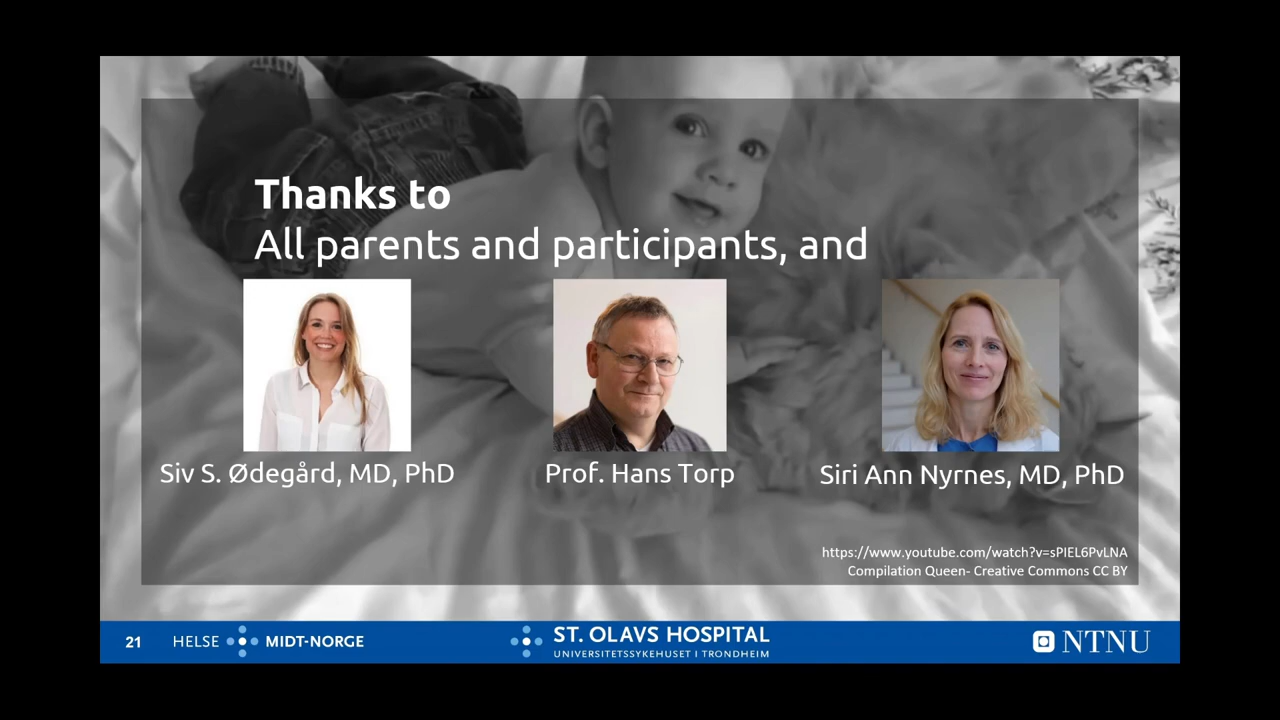 Thanks to
All parents and participants, and
Siv S. Ødegård, MD, PhD
Prof. Hans Torp
Siri Ann Nyrnes, MD, PhD
https://www.youtube.com/watch?v=sPIEL6PvLNA
Compilation Queen- Creative Commons CC BY
21
HELSE MIDT-NORGE
ST. OLAVS HOSPITAL
UNIVERSITETSSYKEHUSET I TRONDHEIM
NTNU